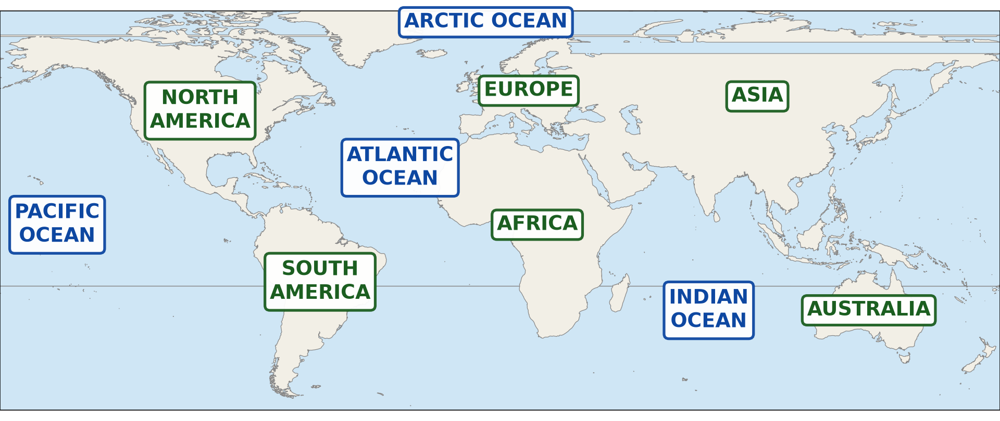 ARCTIC OCEAN
NORTH
AMERICA
EUROPE
ASIA
ATLANTIC
OCEAN
PACIFIC
OCEAN
AFRICA
SOUTH
AMERICA
INDIAN
OCEAN
AUSTRALIA